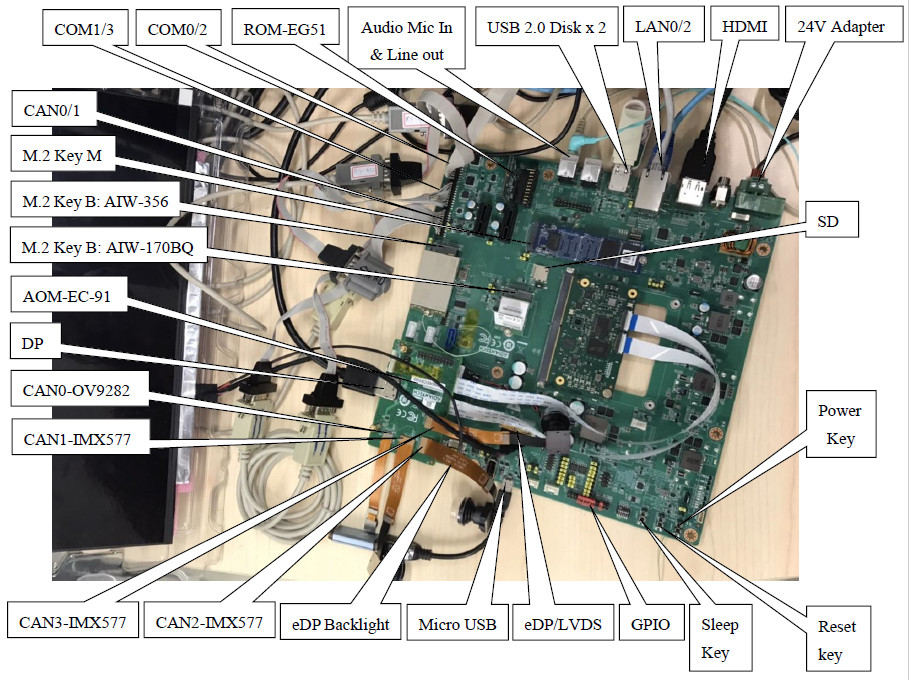 COM1/3
COM0/2
ROM-EG51
Audio Mic In
& Line out
USB 2.0 Disk x 2
LAN0/2
HDMI
24V Adapter
CAN0/1
M.2 Key M
M.2 Key B: AIW-356
M.2 Key B: AIW-170BQ
AOM-EC-91
DP
CAN0-OV9282
CAN1-IMX577
SD
Power
Key
CAN3-IMX577
CAN2-IMX577
eDP Backlight
Micro USB
eDP/LVDS
GPIO
Sleep
Key
Reset
key